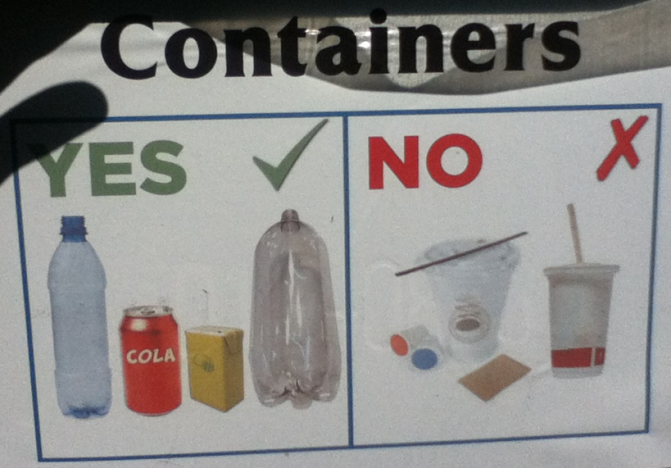 Containers
YES
NO
COLA